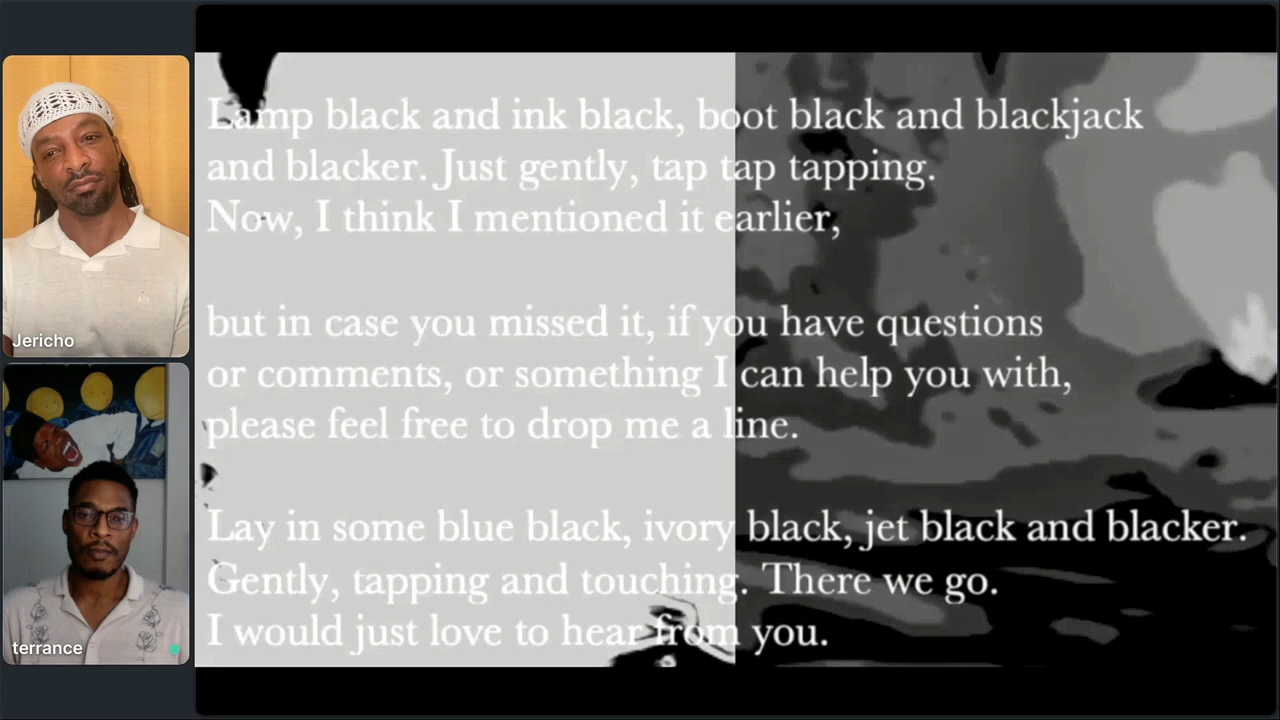 Lamp black and ink black, boot black and blackjack
and blacker. Just gently, tap tap tapping.
Now, I think I mentioned it earlier,
but in case you missed it, if you have questions
or comments, or something I can help you with,
please feel free to drop me a line.
Lay in some blue black, ivory black, jet black and blacker.
Gently, tapping and touching. There we go.
I would just love to hear from you.
Jericho
terrance